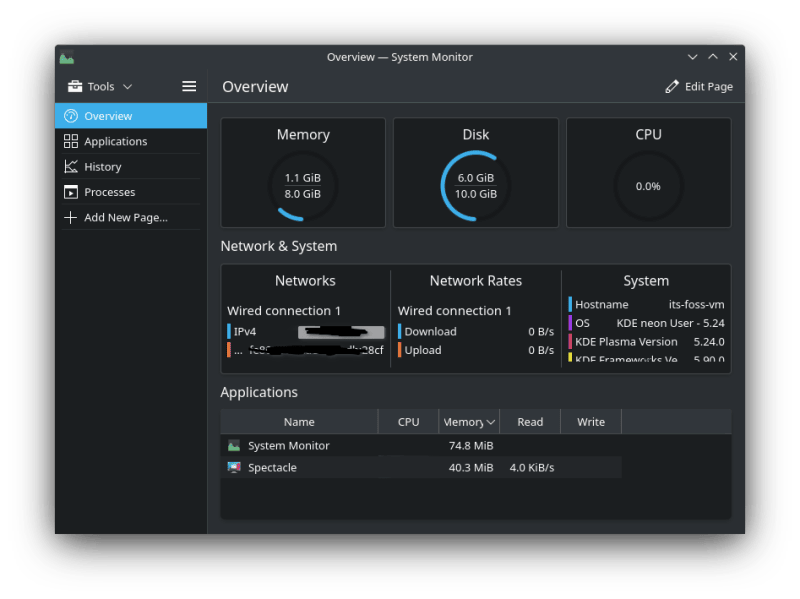 Overview — System Monitor
Tools
Overview
Edit Page
Overview
Applications
History
Processes
Add New Page...
Memory
1.1 GiB
8.0 GiB
Disk
6.0 GiB
10.0 GiB
CPU
0.0%
Network & System
Networks
Wired connection 1
IPv4
...
Network Rates
Wired connection 1
Download 0 B/s
Upload 0 B/s
System
Hostname its-foss-vm
OS KDE neon User - 5.24
KDE Plasma Version 5.24.0
KDE Frameworks Ve 5.90.0
Applications
Name CPU Memory Read Write
System Monitor 74.8 MiB
Spectacle 40.3 MiB 4.0 KiB/s